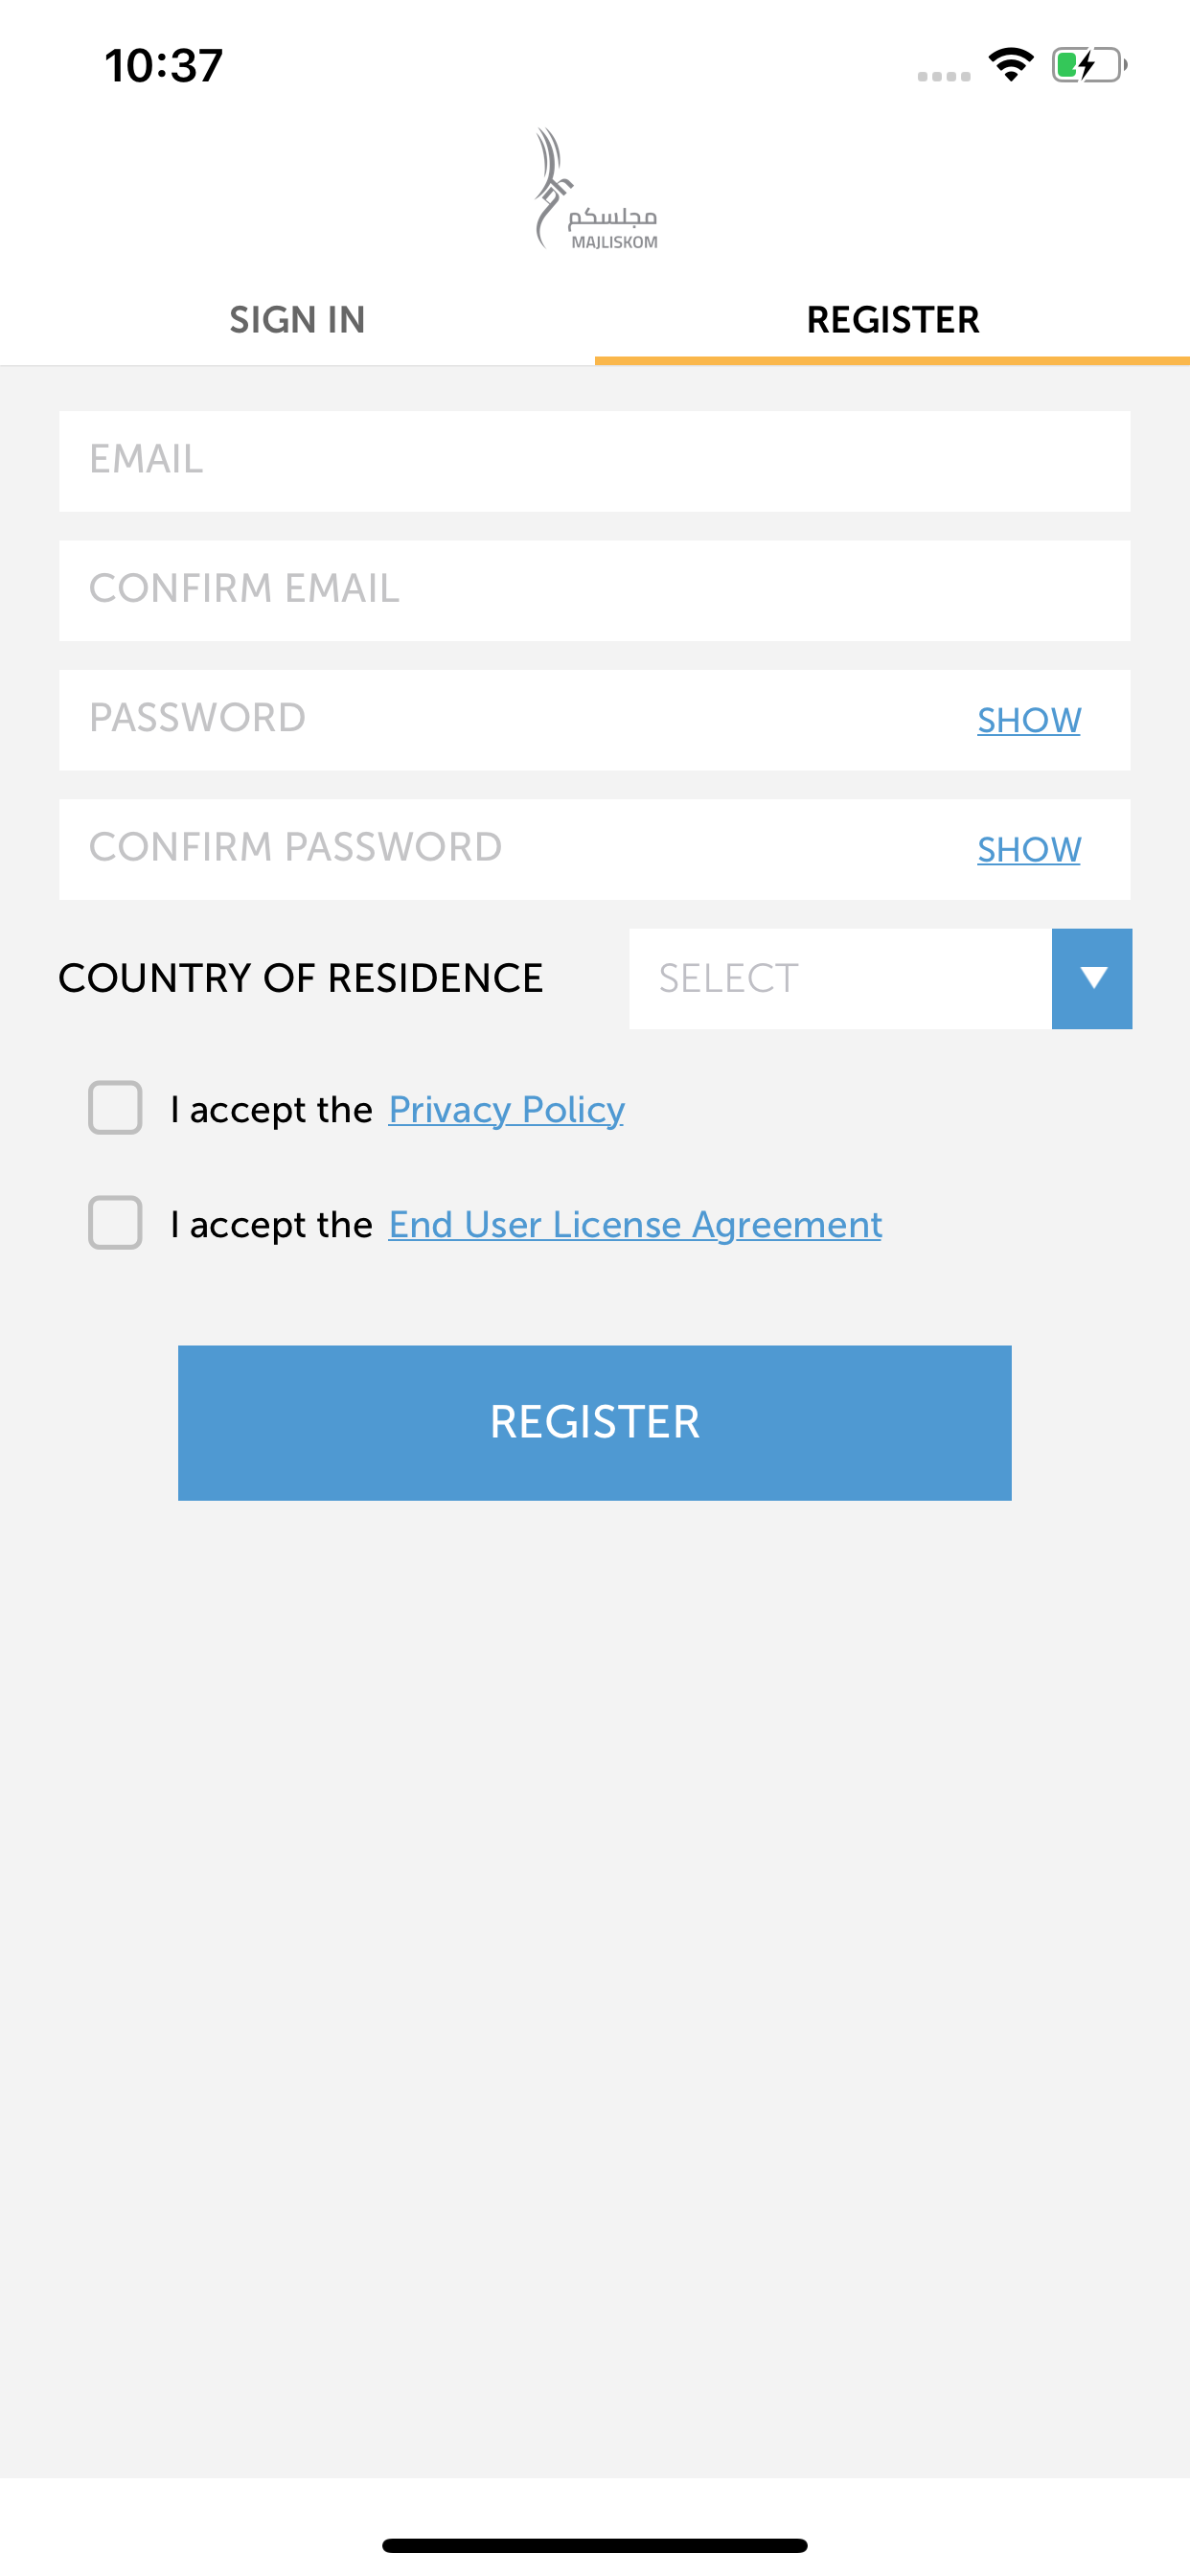 10:37
مجلسكم
MAJLISKOM
SIGN IN
REGISTER
EMAIL
CONFIRM EMAIL
PASSWORD
SHOW
CONFIRM PASSWORD
SHOW
COUNTRY OF RESIDENCE
SELECT
I accept the Privacy Policy
I accept the End User License Agreement
REGISTER